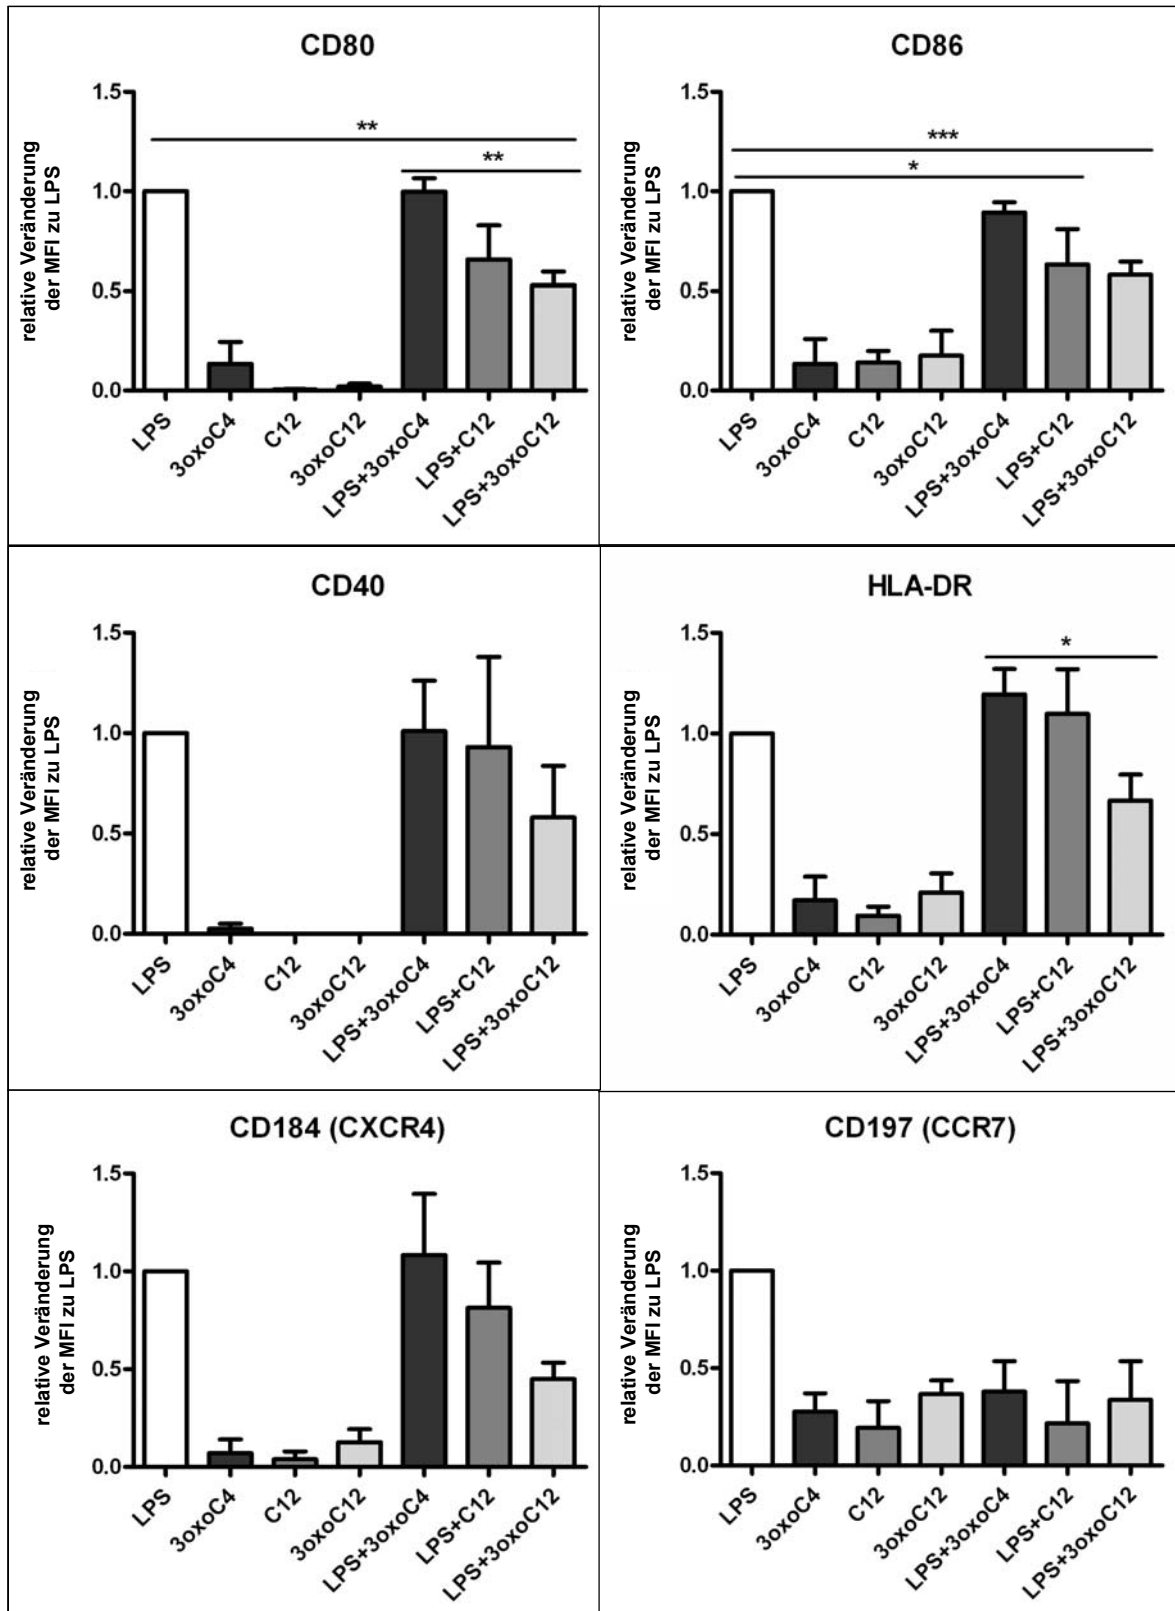 CD80
relative Veränderung
der MFI zu LPS
1.5
1.0
0.5
0.0
**
**
LPS
3oxoC4
C12
3oxoC12
LPS+3oxoC4
LPS+C12
LPS+3oxoC12
CD86
relative Veränderung
der MFI zu LPS
1.5
1.0
0.5
0.0
***
*
LPS
3oxoC4
C12
3oxoC12
LPS+3oxoC4
LPS+C12
LPS+3oxoC12
CD40
relative Veränderung
der MFI zu LPS
1.5
1.0
0.5
0.0
LPS
3oxoC4
C12
3oxoC12
LPS+3oxoC4
LPS+C12
LPS+3oxoC12
HLA-DR
relative Veränderung
der MFI zu LPS
1.5
1.0
0.5
0.0
*
LPS
3oxoC4
C12
3oxoC12
LPS+3oxoC4
LPS+C12
LPS+3oxoC12
CD184 (CXCR4)
relative Veränderung
der MFI zu LPS
1.5
1.0
0.5
0.0
LPS
3oxoC4
C12
3oxoC12
LPS+3oxoC4
LPS+C12
LPS+3oxoC12
CD197 (CCR7)
relative Veränderung
der MFI zu LPS
1.5
1.0
0.5
0.0
LPS
3oxoC4
C12
3oxoC12
LPS+3oxoC4
LPS+C12
LPS+3oxoC12